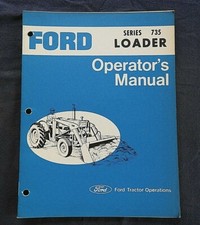 FORD
SERIES 735
LOADER
Operator's
Manual
Ford
Ford Tractor Operations